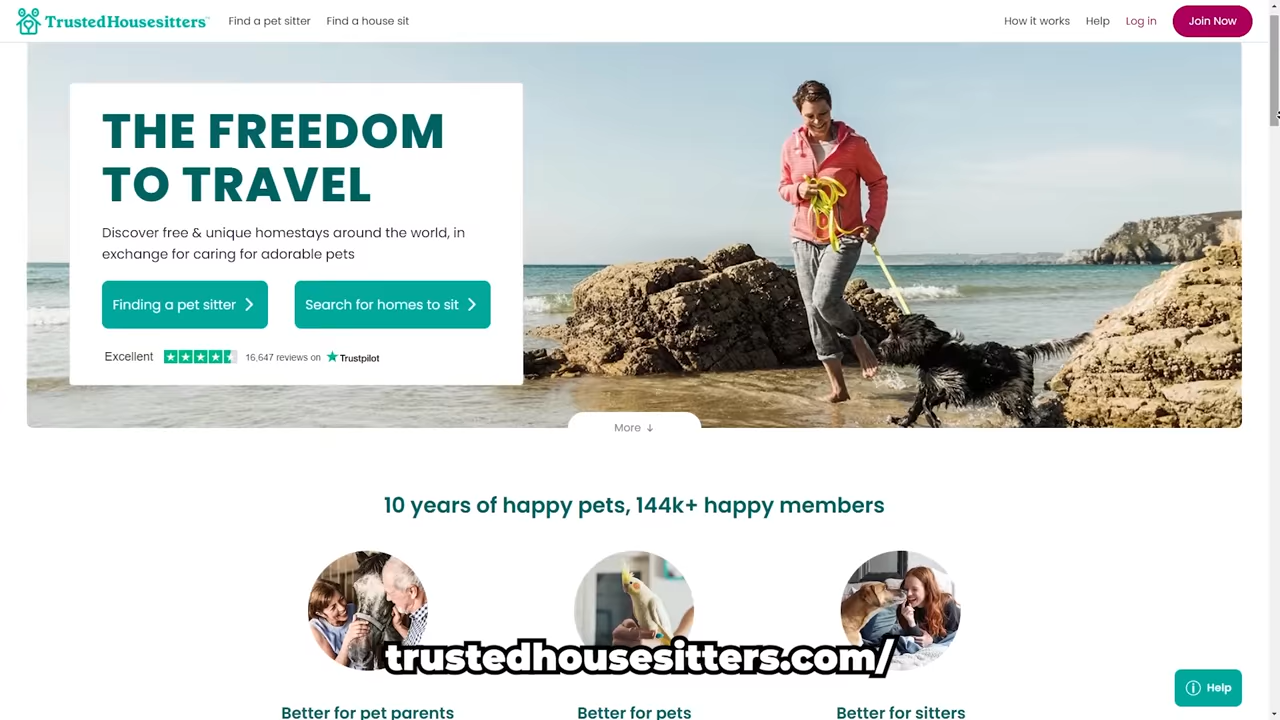 TrustedHousesitters™
Find a pet sitter
Find a house sit
How it works
Help
Log in
Join Now
THE FREEDOM
TO TRAVEL
Discover free & unique homestays around the world, in
exchange for caring for adorable pets
Finding a pet sitter
Search for homes to sit
Excellent
16,647 reviews on
Trustpilot
More ↓
10 years of happy pets, 144k+ happy members
trustedhousesitters.com/
Better for pet parents
Better for pets
Better for sitters
Help